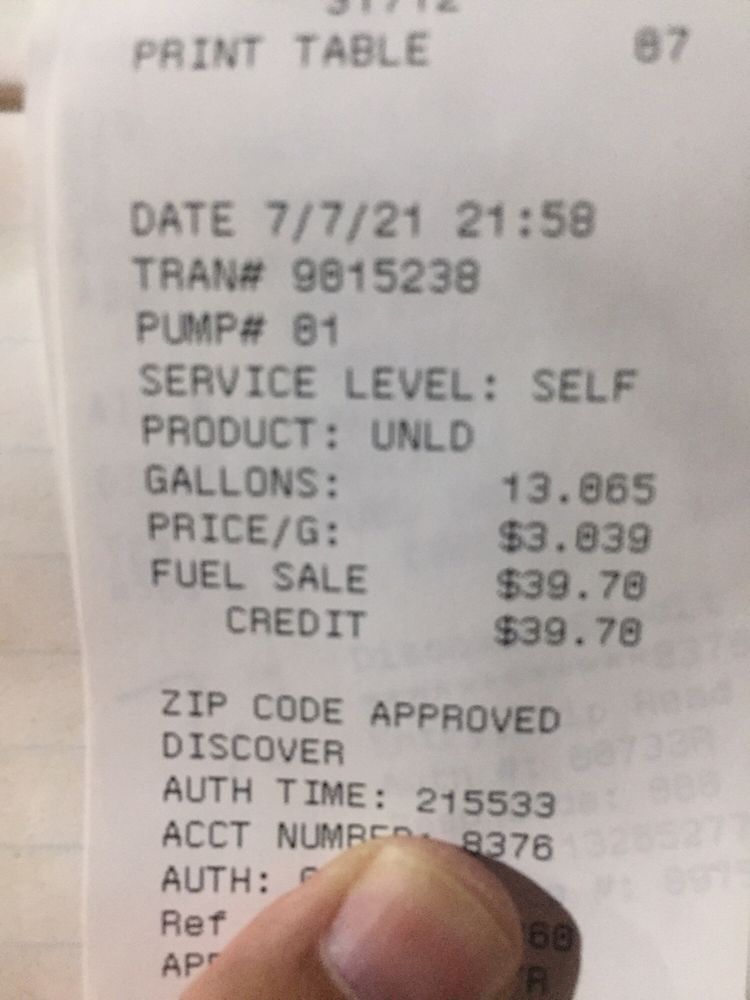 PRINT TABLE 07
DATE 7/7/21 21:58
TRAN# 9015238
PUMP# 01
SERVICE LEVEL: SELF
PRODUCT: UNLD
GALLONS: 13.065
PRICE/G: $3.039
FUEL SALE $39.70
CREDIT $39.70
ZIP CODE APPROVED
DISCOVER
AUTH TIME: 215533
ACCT NUMBER: 8376
AUTH:
Ref